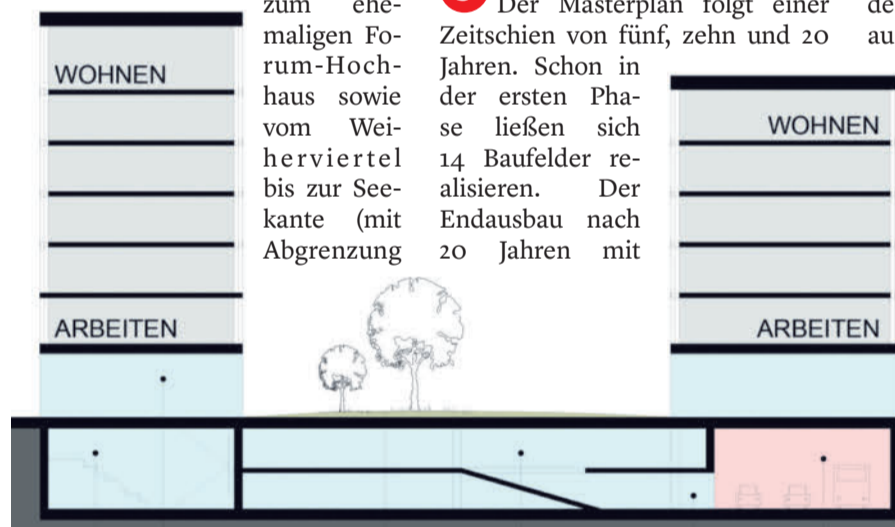 zum ehe-
maligen Fo-
rum-Hoch-
haus sowie
vom Wei-
herviertel
bis zur See-
kante (mit
Abgrenzung
Der Masterplan folgt einer
Zeitschien von fünf, zehn und 20
Jahren. Schon in
der ersten Pha-
se ließen sich
14 Baufelder re-
alisieren. Der
Endausbau nach
20 Jahren mit
de
au
WOHNEN
ARBEITEN
WOHNEN
ARBEITEN